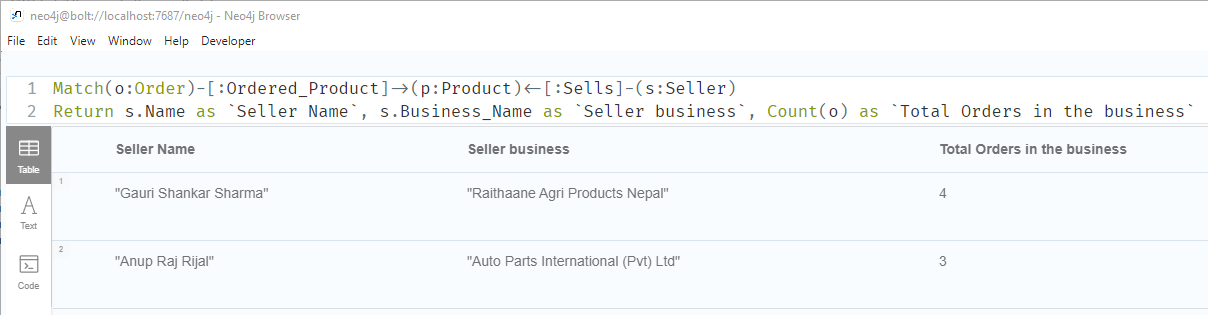 neo4j@bolt://localhost:7687/neo4j - Neo4j Browser
File Edit View Window Help Developer
1 Match(o:Order)-[:Ordered_Product]->(p:Product)<-[:Sells]-(s:Seller)
2 Return s.Name as `Seller Name`, s.Business_Name as `Seller business`, Count(o) as `Total Orders in the business`
Table
Text
Code
Seller Name Seller business Total Orders in the business
1 "Gauri Shankar Sharma" "Raithaane Agri Products Nepal" 4
2 "Anup Raj Rijal" "Auto Parts International (Pvt) Ltd" 3